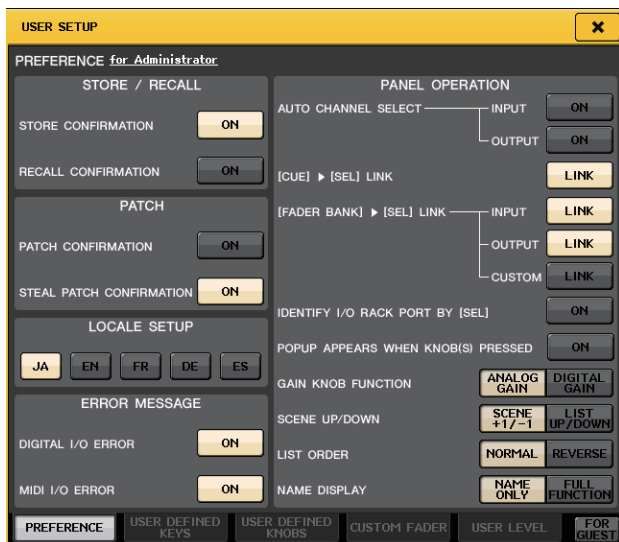 USER SETUP
PREFERENCE for Administrator
STORE / RECALL
STORE CONFIRMATION ON
RECALL CONFIRMATION ON
PATCH
PATCH CONFIRMATION ON
STEAL PATCH CONFIRMATION ON
LOCALE SETUP
JA EN FR DE ES
ERROR MESSAGE
DIGITAL I/O ERROR ON
MIDI I/O ERROR ON
PANEL OPERATION
AUTO CHANNEL SELECT INPUT ON
OUTPUT ON
[CUE] ▶ [SEL] LINK LINK
[FADER BANK] ▶ [SEL] LINK INPUT LINK
OUTPUT LINK
CUSTOM LINK
IDENTIFY I/O RACK PORT BY [SEL] ON
POPUP APPEARS WHEN KNOB(S) PRESSED ON
GAIN KNOB FUNCTION ANALOG GAIN DIGITAL GAIN
SCENE UP/DOWN SCENE +1/-1 LIST UP/DOWN
LIST ORDER NORMAL REVERSE
NAME DISPLAY NAME ONLY FULL FUNCTION
PREFERENCE USER DEFINED KEYS USER DEFINED KNOBS CUSTOM FADER USER LEVEL FOR GUEST